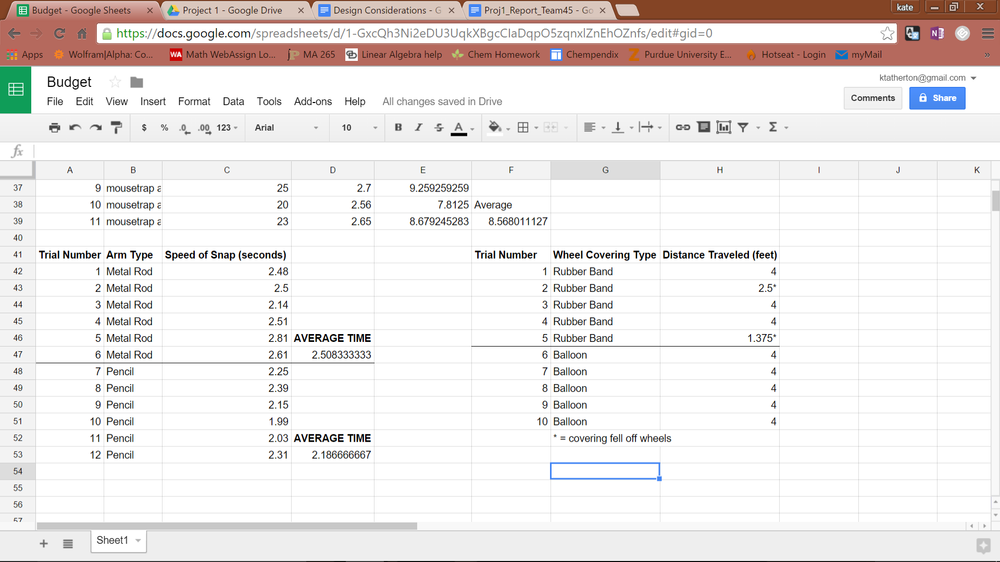 Budget - Google Sheets × Project 1 - Google Drive × Design Considerations - G × Proj1_Report_Team45 - Go × kate
https://docs.google.com/spreadsheets/d/1-GxcQh3Ni2eDU3UqkXBgcCIaDqpO5zqnxlZnEhOZnfs/edit#gid=0
Apps Wolfram|Alpha: Co... WA Math WebAssign Lo... MA 265 Linear Algebra help Chem Homework Chempendix Purdue University E... Hotseat - Login myMail »
Budget ktatherton@gmail.com
File Edit View Insert Format Data Tools Add-ons Help All changes saved in Drive Comments Share
$ % .0 .00 123 Arial 10 B I S A Σ
fx
A B C D E F G H I J K
37 9 mousetrap a 25 2.7 9.259259259
38 10 mousetrap a 20 2.56 7.8125 Average
39 11 mousetrap a 23 2.65 8.679245283 8.568011127
40
41 Trial Number Arm Type Speed of Snap (seconds) Trial Number Wheel Covering Type Distance Traveled (feet)
42 1 Metal Rod 2.48 1 Rubber Band 4
43 2 Metal Rod 2.5 2 Rubber Band 2.5*
44 3 Metal Rod 2.14 3 Rubber Band 4
45 4 Metal Rod 2.51 4 Rubber Band 4
46 5 Metal Rod 2.81 AVERAGE TIME 5 Rubber Band 1.375*
47 6 Metal Rod 2.61 2.508333333 6 Balloon 4
48 7 Pencil 2.25 7 Balloon 4
49 8 Pencil 2.39 8 Balloon 4
50 9 Pencil 2.15 9 Balloon 4
51 10 Pencil 1.99 10 Balloon 4
52 11 Pencil 2.03 AVERAGE TIME * = covering fell off wheels
53 12 Pencil 2.31 2.186666667
54
55
56
57
Sheet1